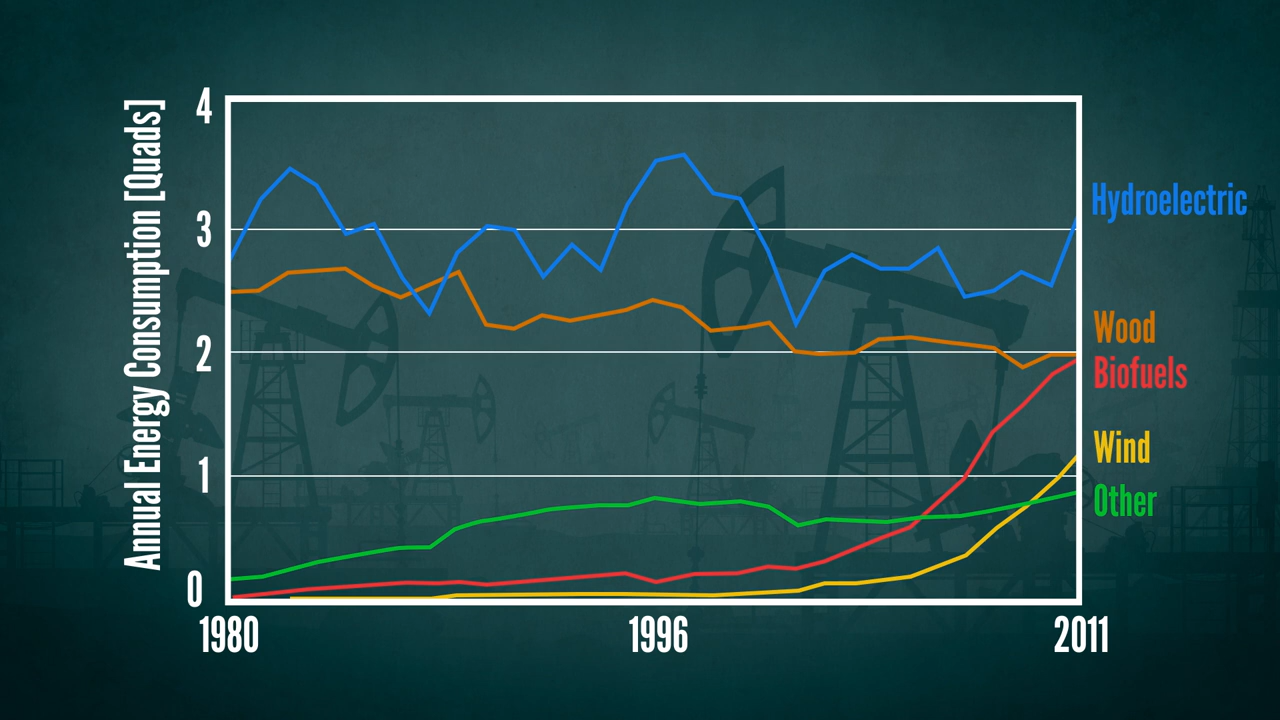 Annual Energy Consumption [Quads]
4
3
2
1
0
1980
1996
2011
Hydroelectric
Wood
Biofuels
Wind
Other